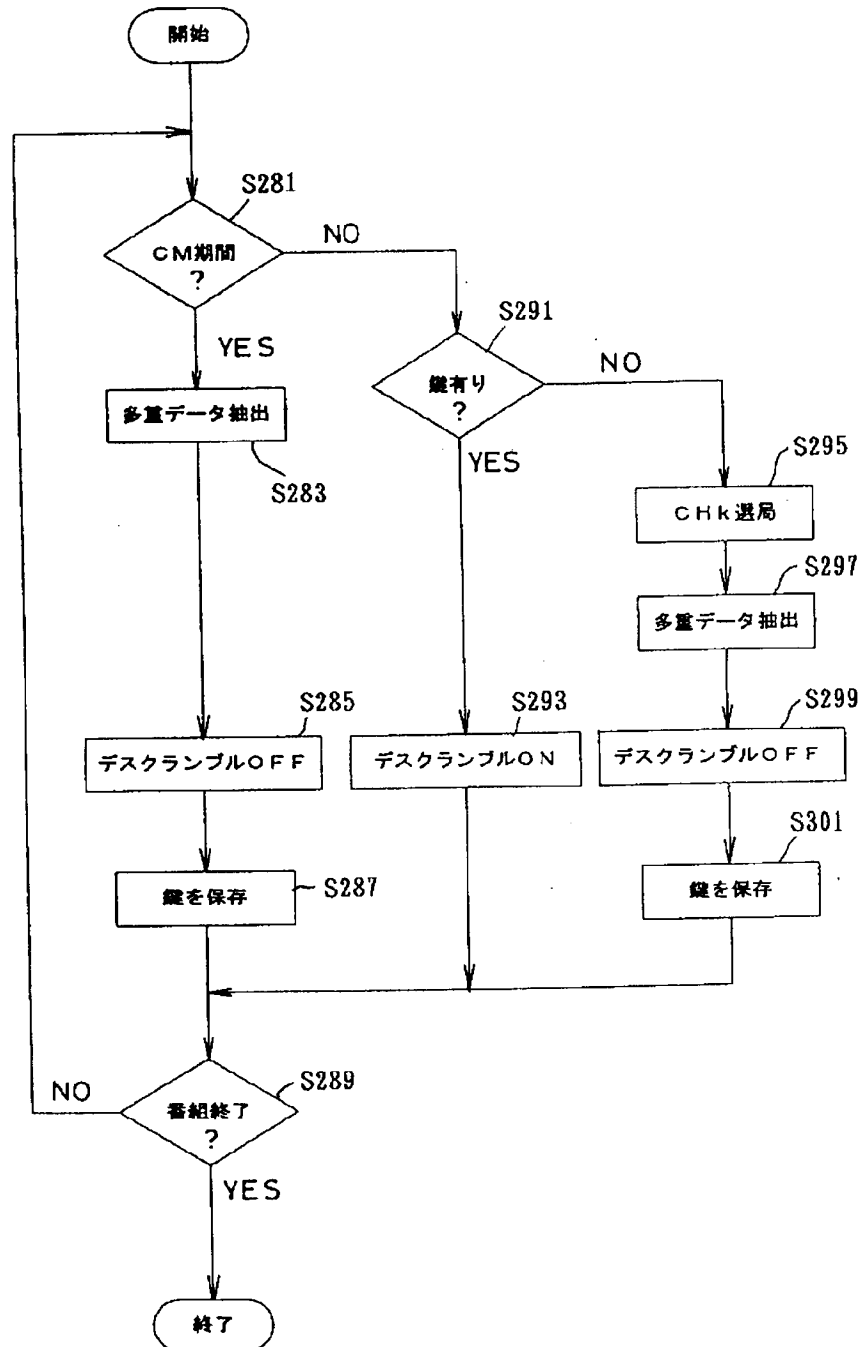 開始
S281
CM期間
?
NO
YES
S291
鍵有り
?
NO
YES
多重データ抽出
S283
S295
CHk選局
S297
多重データ抽出
S285
デスクランブルOFF
S293
デスクランブルON
S299
デスクランブルOFF
鍵を保存
S287
S301
鍵を保存
S289
番組終了
?
NO
YES
終了